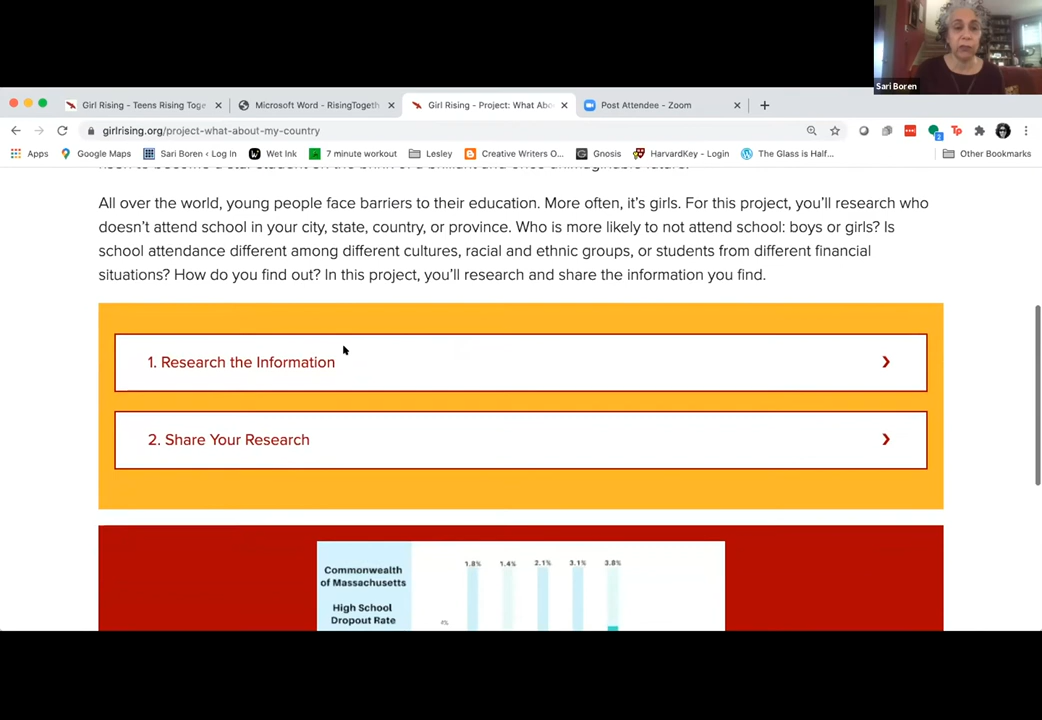 Sari Boren
Girl Rising - Teens Rising Toge
Microsoft Word - RisingTogeth
Girl Rising - Project: What Abo
Post Attendee - Zoom
girlrising.org/project-what-about-my-country
Apps
Google Maps
Sari Boren ‹ Log In
Wet Ink
7 minute workout
Lesley
Creative Writers O...
Gnosis
HarvardKey - Login
The Glass is Half...
Other Bookmarks
All over the world, young people face barriers to their education. More often, it's girls. For this project, you'll research who
doesn't attend school in your city, state, country, or province. Who is more likely to not attend school: boys or girls? Is
school attendance different among different cultures, racial and ethnic groups, or students from different financial
situations? How do you find out? In this project, you'll research and share the information you find.
1. Research the Information
2. Share Your Research
Commonwealth
of Massachusetts
High School
Dropout Rate
1.8% 1.4% 2.1% 3.1% 3.8%
4%